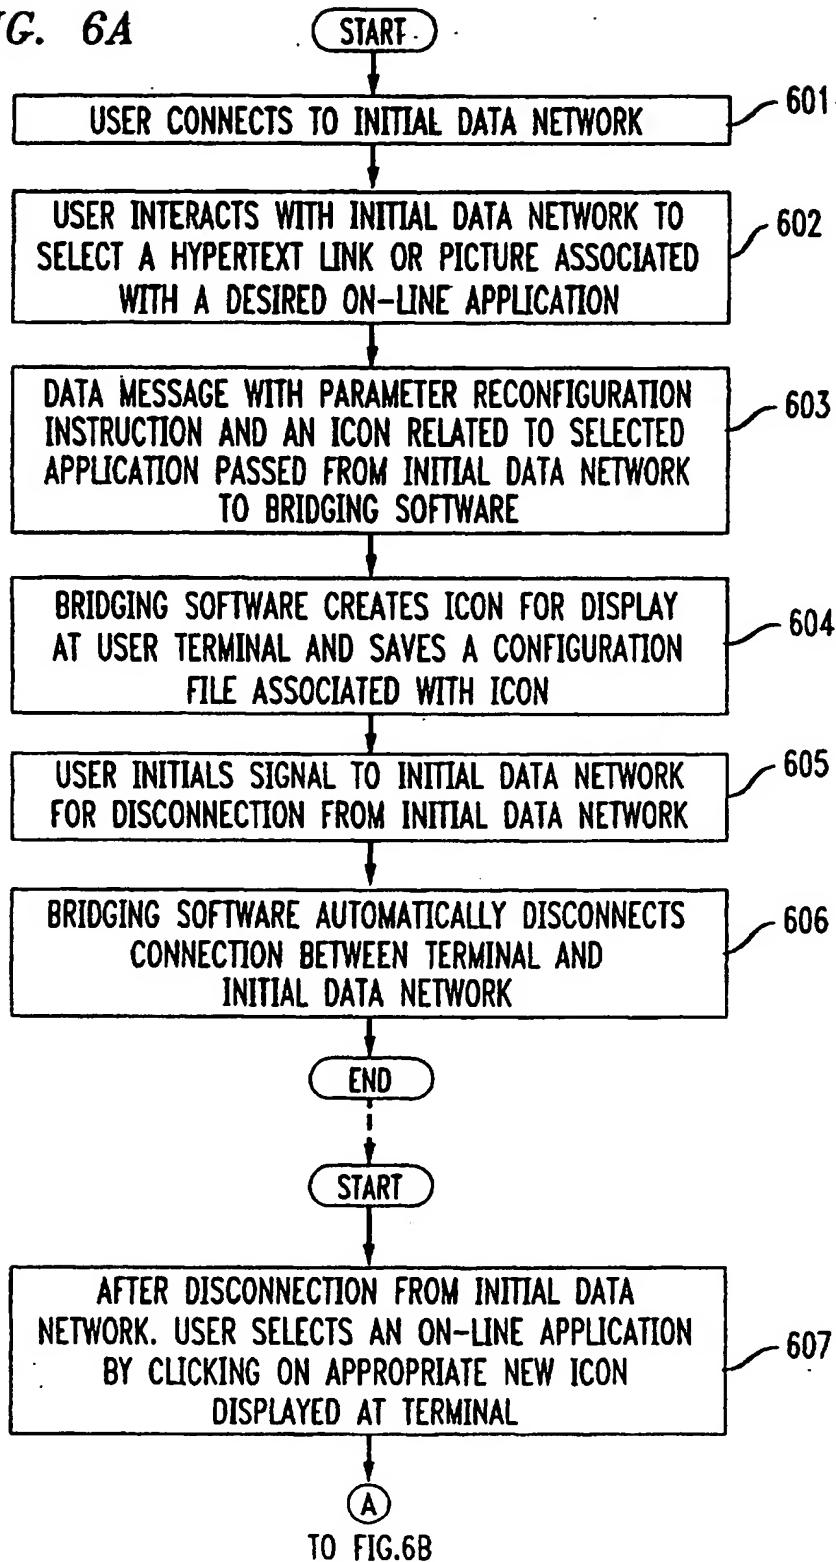 FIG. 6A
START
USER CONNECTS TO INITIAL DATA NETWORK
601
USER INTERACTS WITH INITIAL DATA NETWORK TO
SELECT A HYPERTEXT LINK OR PICTURE ASSOCIATED
WITH A DESIRED ON-LINE APPLICATION
602
DATA MESSAGE WITH PARAMETER RECONFIGURATION
INSTRUCTION AND AN ICON RELATED TO SELECTED
APPLICATION PASSED FROM INITIAL DATA NETWORK
TO BRIDGING SOFTWARE
603
BRIDGING SOFTWARE CREATES ICON FOR DISPLAY
AT USER TERMINAL AND SAVES A CONFIGURATION
FILE ASSOCIATED WITH ICON
604
USER INITIALS SIGNAL TO INITIAL DATA NETWORK
FOR DISCONNECTION FROM INITIAL DATA NETWORK
605
BRIDGING SOFTWARE AUTOMATICALLY DISCONNECTS
CONNECTION BETWEEN TERMINAL AND
INITIAL DATA NETWORK
606
END
START
AFTER DISCONNECTION FROM INITIAL DATA
NETWORK. USER SELECTS AN ON-LINE APPLICATION
BY CLICKING ON APPROPRIATE NEW ICON
DISPLAYED AT TERMINAL
607
A
TO FIG.6B